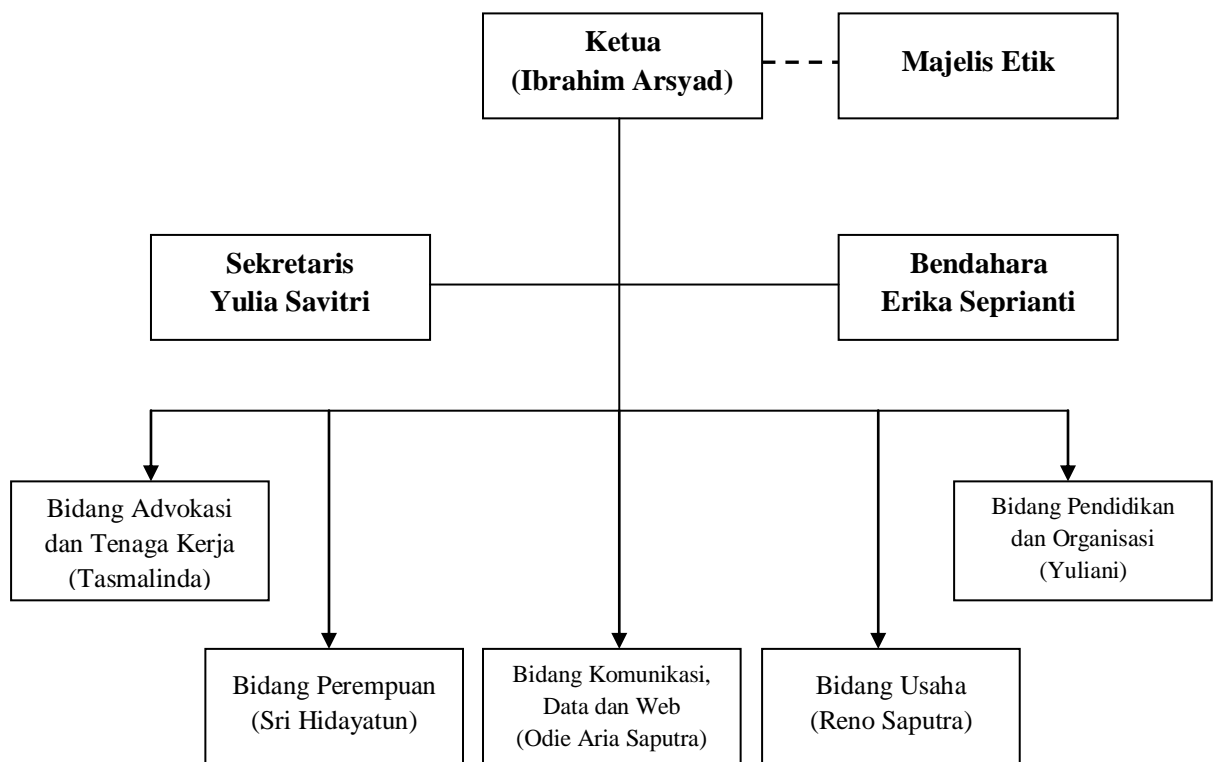 Ketua
(Ibrahim Arsyad)
Majelis Etik
Sekretaris
Yulia Savitri
Bendahara
Erika Seprianti
Bidang Advokasi
dan Tenaga Kerja
(Tasmalinda)
Bidang Pendidikan
dan Organisasi
(Yuliani)
Bidang Perempuan
(Sri Hidayatun)
Bidang Komunikasi,
Data dan Web
(Odie Aria Saputra)
Bidang Usaha
(Reno Saputra)